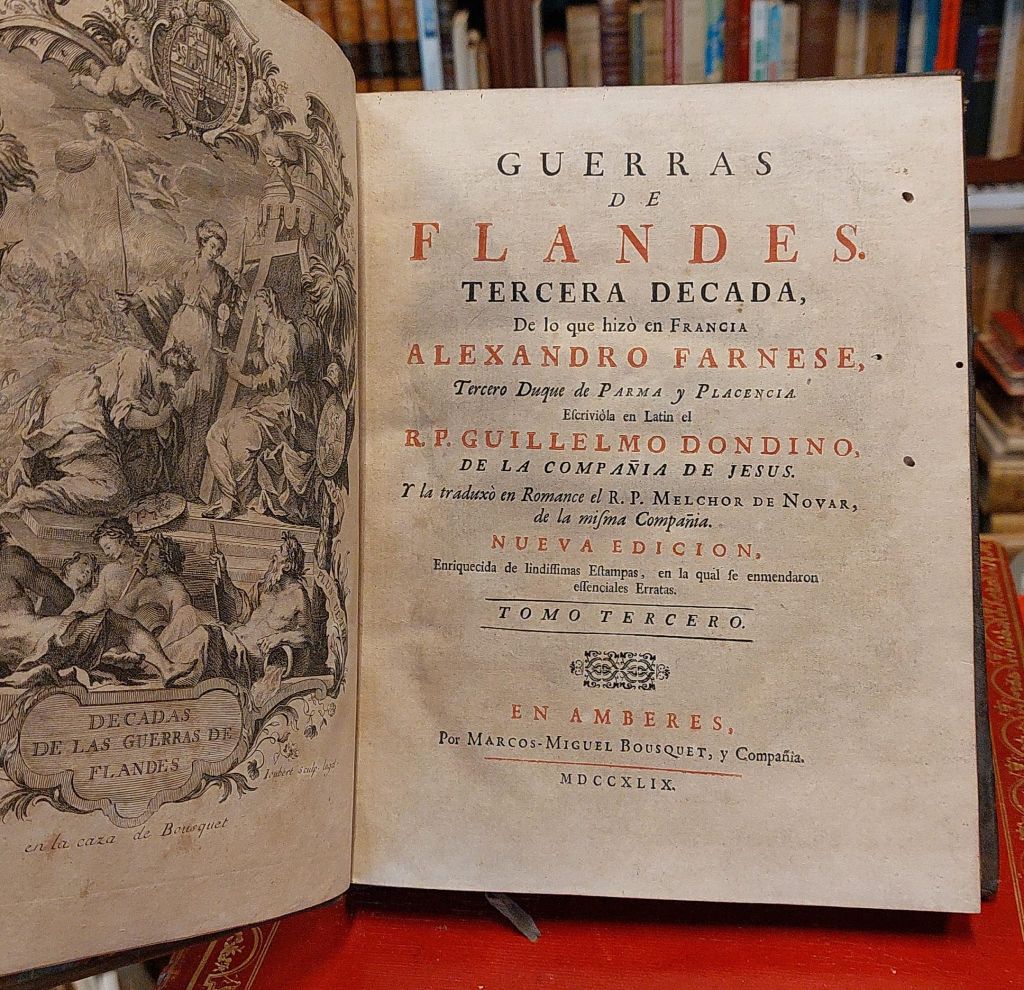 DECADAS
DE LAS GUERRAS DE
FLANDES
Ioubert sculp. lugd.
en la caza de Bousquet
GUERRAS
DE
FLANDES.
TERCERA DECADA,
De lo que hizò en FRANCIA
ALEXANDRO FARNESE,
Tercero Duque de PARMA y PLACENCIA
Eſcriviòla en Latin el
R. P. GUILLELMO DONDINO,
DE LA COMPAÑIA DE JESUS.
Y la traduxò en Romance el R. P. MELCHOR DE NOVAR,
de la miſma Compañia.
NUEVA EDICION,
Enriquecida de lindiſſimas Eſtampas, en la qual ſe enmendaron
eſſenciales Erratas.
TOMO TERCERO.
EN AMBERES,
Por MARCOS-MIGUEL BOUSQUET, y Compañia.
MDCCXLIX.